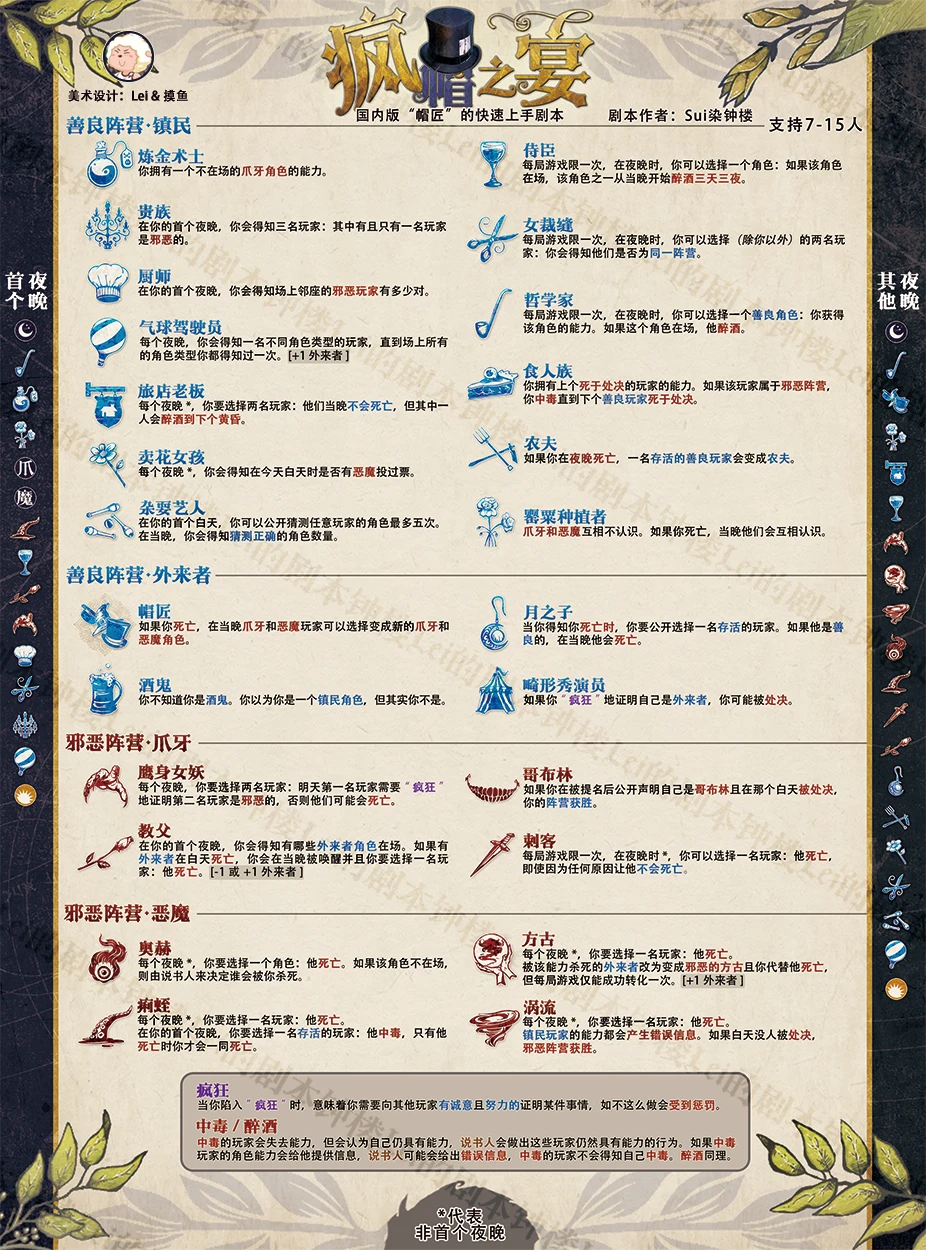 疯帽之宴
美术设计：Lei & 摸鱼
国内版“帽匠”的快速上手剧本
剧本作者：Sui染钟楼
支持7-15人
善良阵营·镇民
炼金术士
你拥有一个不在场的爪牙角色的能力。
贵族
在你的首个夜晚，你会得知三名玩家：其中有且只有一名玩家
是邪恶的。
厨师
在你的首个夜晚，你会得知场上邻座的邪恶玩家有多少对。
气球驾驶员
每个夜晚，你会得知一名不同角色类型的玩家，直到场上所有
的角色类型你都得知过一次。[+1 外来者]
旅店老板
每个夜晚*，你要选择两名玩家：他们当晚不会死亡，但其中一
人会醉酒到下个黄昏。
卖花女孩
每个夜晚*，你会得知在今天白天时是否有恶魔投过票。
杂耍艺人
在你的首个白天，你可以公开猜测任意玩家的角色最多五次。
在当晚，你会得知猜测正确的角色数量。
侍臣
每局游戏限一次，在夜晚时，你可以选择一个角色：如果该角色
在场，该角色之一从当晚开始醉酒三天三夜。
女裁缝
每局游戏限一次，在夜晚时，你可以选择（除你以外）的两名玩
家：你会得知他们是否为同一阵营。
哲学家
每局游戏限一次，在夜晚时，你可以选择一个善良角色：你获得
该角色的能力。如果这个角色在场，他醉酒。
食人族
你拥有上个死于处决的玩家的能力。如果该玩家属于邪恶阵营，
你中毒直到下个善良玩家死于处决。
农夫
如果你在夜晚死亡，一名存活的善良玩家会变成农夫。
罂粟种植者
爪牙和恶魔互相不认识。如果你死亡，当晚他们会互相认识。
善良阵营·外来者
帽匠
如果你死亡，在当晚爪牙和恶魔玩家可以选择变成新的爪牙和
恶魔角色。
酒鬼
你不知道你是酒鬼。你以为你是一个镇民角色，但其实你不是。
月之子
当你得知你死亡时，你要公开选择一名存活的玩家。如果他是善
良的，在当晚他会死亡。
畸形秀演员
如果你“疯狂”地证明自己是外来者，你可能被处决。
邪恶阵营·爪牙
鹰身女妖
每个夜晚，你要选择两名玩家：明天第一名玩家需要“疯狂”
地证明第二名玩家是邪恶的，否则他们可能会死亡。
教父
在你的首个夜晚，你会得知有哪些外来者角色在场。如果有
外来者在白天死亡，你会在当晚被唤醒并且你要选择一名玩
家：他死亡。[-1 或 +1 外来者]
哥布林
如果你在被提名后公开声明自己是哥布林且在那个白天被处决，
你的阵营获胜。
刺客
每局游戏限一次，在夜晚时*，你可以选择一名玩家：他死亡，
即使因为任何原因让他不会死亡。
邪恶阵营·恶魔
奥赫
每个夜晚*，你要选择一个角色：他死亡。如果该角色不在场，
则由说书人来决定谁会被你杀死。
痢蛭
每个夜晚*，你要选择一名玩家：他死亡。
在你的首个夜晚，你要选择一名存活的玩家：他中毒，只有他
死亡时你才会一同死亡。
方古
每个夜晚*，你要选择一名玩家：他死亡。
被该能力杀死的外来者改为变成邪恶的方古且你代替他死亡，
但每局游戏仅能成功转化一次。[+1 外来者]
涡流
每个夜晚*，你要选择一名玩家：他死亡。
镇民玩家的能力都会产生错误信息。如果白天没人被处决，
邪恶阵营获胜。
疯狂
当你陷入“疯狂”时，意味着你需要向其他玩家有诚意且努力的证明某件事情，如不这么做会受到惩罚。
中毒 / 醉酒
中毒的玩家会失去能力，但会认为自己仍具有能力，说书人会做出这些玩家仍然具有能力的行为。如果中毒
玩家的角色能力会给他提供信息，说书人可能会给出错误信息，中毒的玩家不会得知自己中毒。醉酒同理。
*代表
非首个夜晚
首个夜晚
爪
魔
其他夜晚